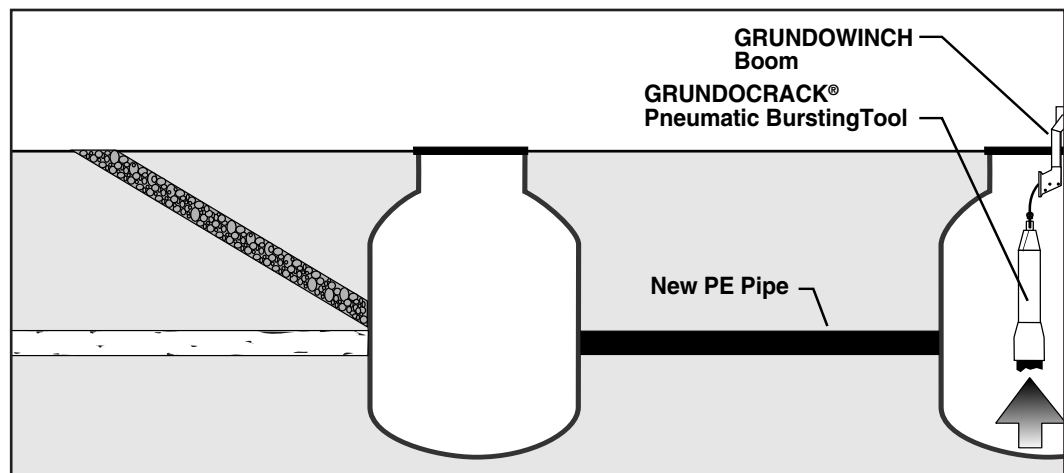 GRUNDOWINCH
Boom
GRUNDOCRACK®
Pneumatic BurstingTool
New PE Pipe